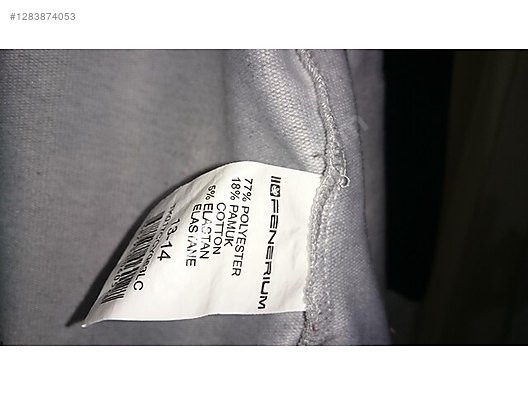 #1283874053
FENERIUM
77% POLYESTER
18% PAMUK
COTTON
5% ELASTAN
ELASTANE
13-14